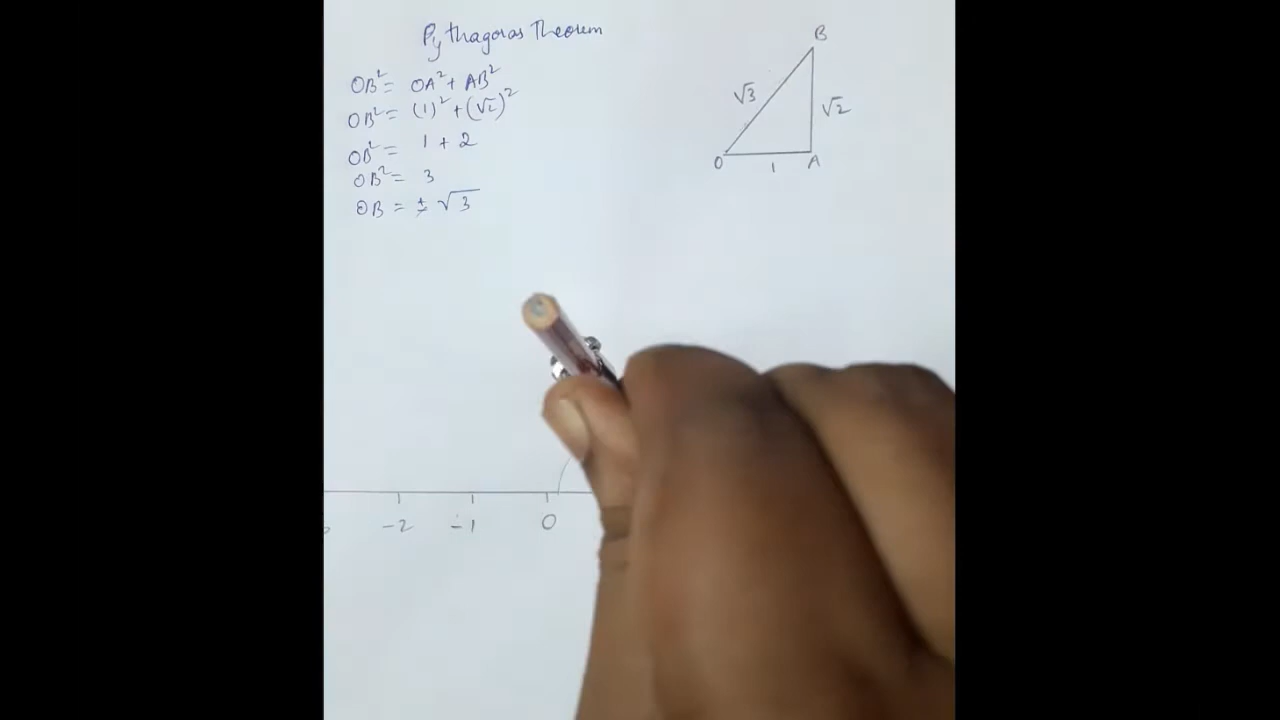 Pythagoras Theorem
OB² = OA² + AB²
OB² = (1)² + (√2)²
OB² = 1 + 2
OB² = 3
OB = ± √3
B
√3
√2
O
1
A
-2
-1
0